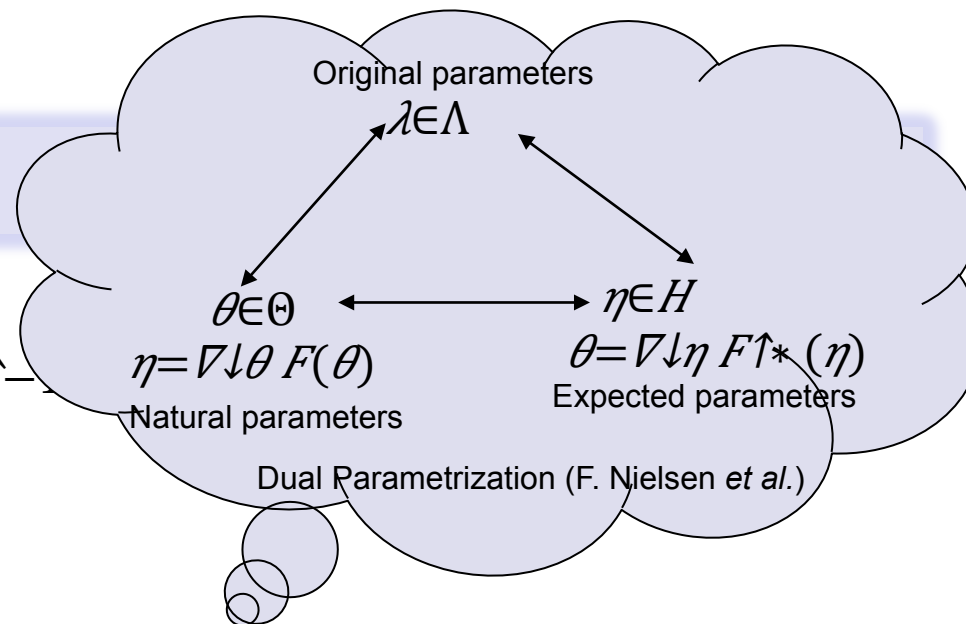 Original parameters
λ∈Λ
θ∈Θ
η∈H
η=∇↓θ F(θ)
θ=∇↓η F↑* (η)
Natural parameters
Expected parameters
Dual Parametrization (F. Nielsen et al.)